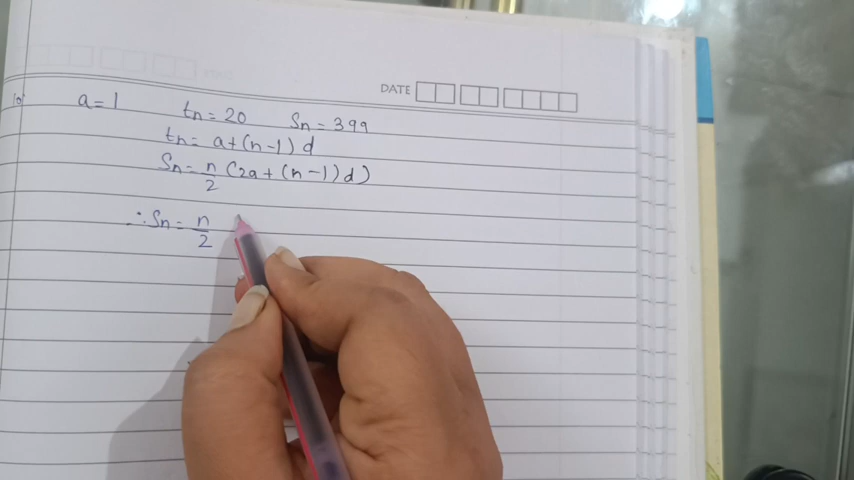 DATE
10) a = 1 tn = 20 Sn = 399
tn = a + (n-1) d
Sn = n/2 (2a + (n-1) d)
∴ Sn = n/2